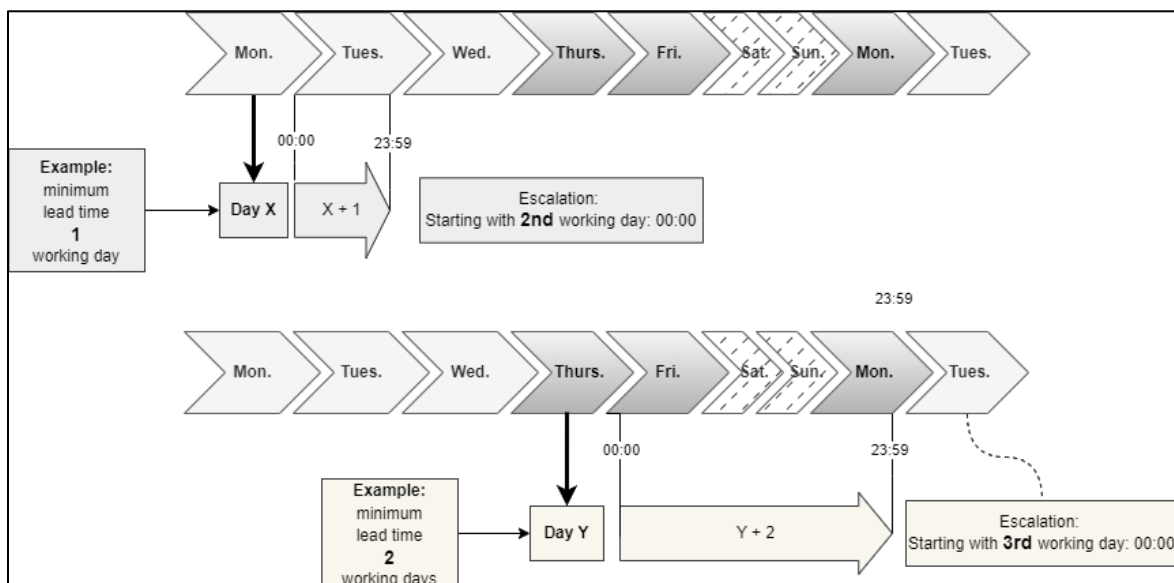 Mon. Tues. Wed. Thurs. Fri. Sat. Sun. Mon. Tues.
00:00 23:59
Example:
minimum
lead time
1
working day
Day X
X + 1
Escalation:
Starting with 2nd working day: 00:00
23:59
Mon. Tues. Wed. Thurs. Fri. Sat. Sun. Mon. Tues.
00:00 23:59
Example:
minimum
lead time
2
working days
Day Y
Y + 2
Escalation:
Starting with 3rd working day: 00:00